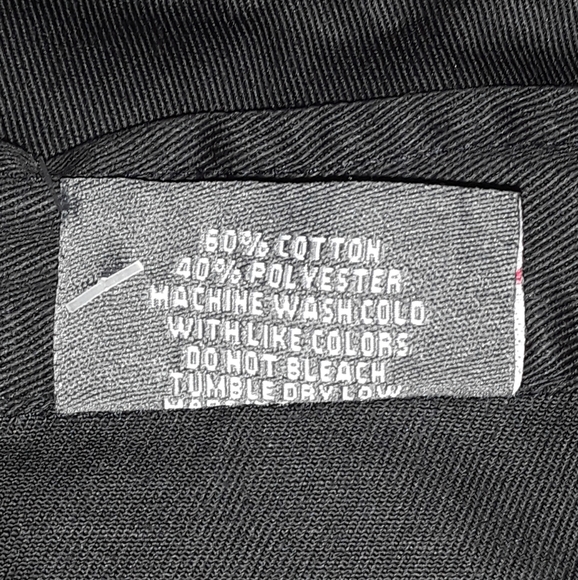 60% COTTON
40% POLYESTER
MACHINE WASH COLD
WITH LIKE COLORS
DO NOT BLEACH
TUMBLE DRY LOW